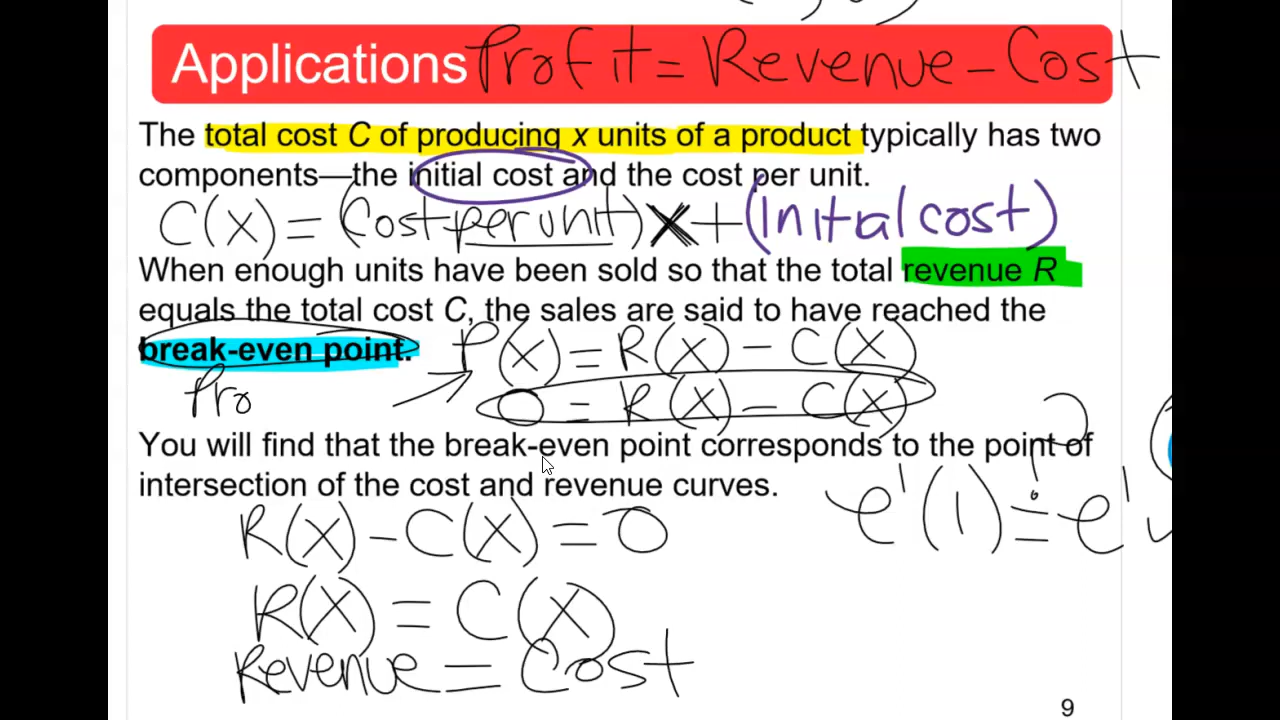 Applications Profit = Revenue - Cost
The total cost C of producing x units of a product typically has two
components—the initial cost and the cost per unit.
C(x) = (Cost per unit)x + (Initial cost)
When enough units have been sold so that the total revenue R
equals the total cost C, the sales are said to have reached the
break-even point. P(x) = R(x) - C(x)
Pro 0 = R(x) - C(x)
You will find that the break-even point corresponds to the point of
intersection of the cost and revenue curves.
R(x) - C(x) = 0
R(x) = C(x)
Revenue = Cost
9